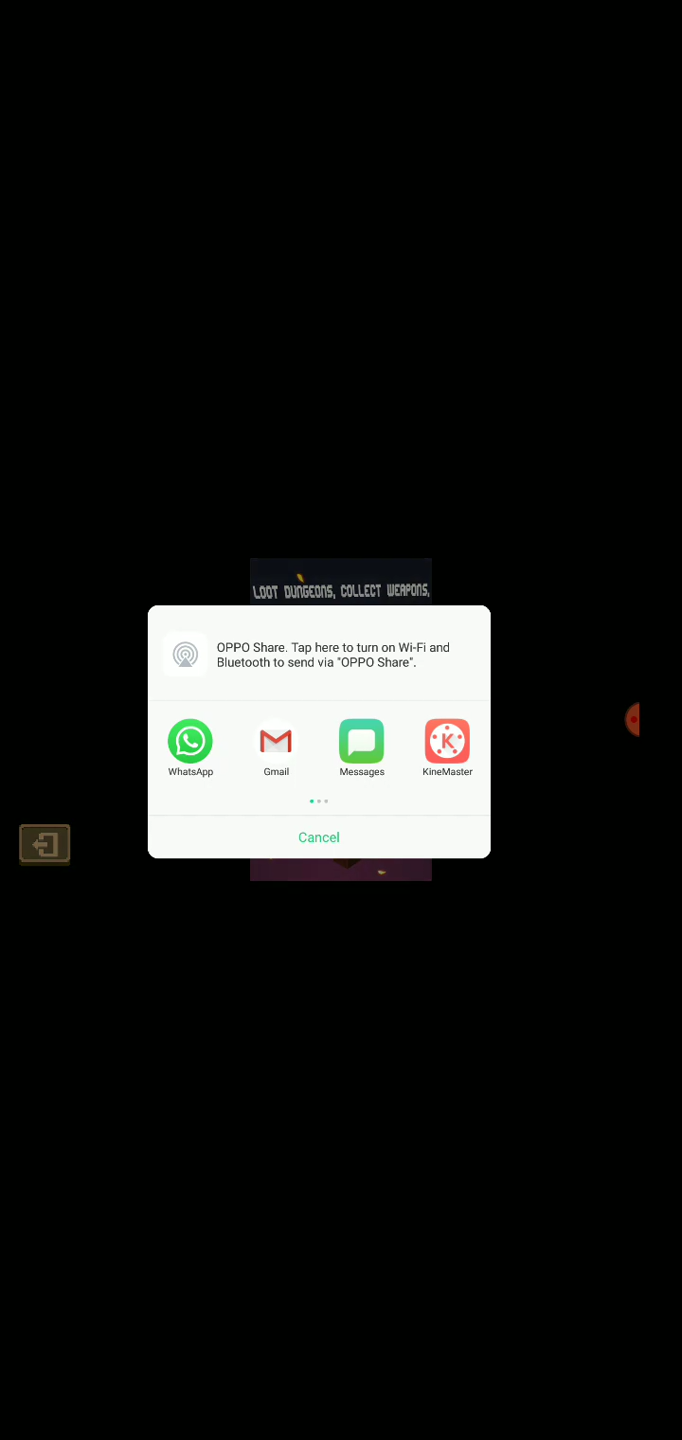 LOOT DUNGEONS, COLLECT WEAPONS,
OPPO Share. Tap here to turn on Wi-Fi and
Bluetooth to send via "OPPO Share".
WhatsApp
Gmail
Messages
KineMaster
Cancel